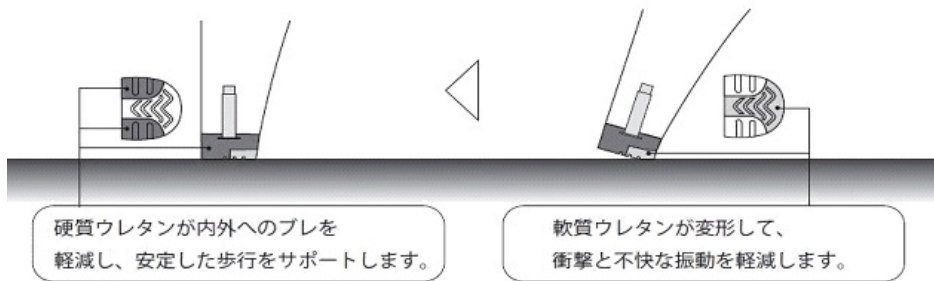 硬質ウレタンが内外へのブレを
軽減し、安定した歩行をサポートします。
軟質ウレタンが変形して、
衝撃と不快な振動を軽減します。